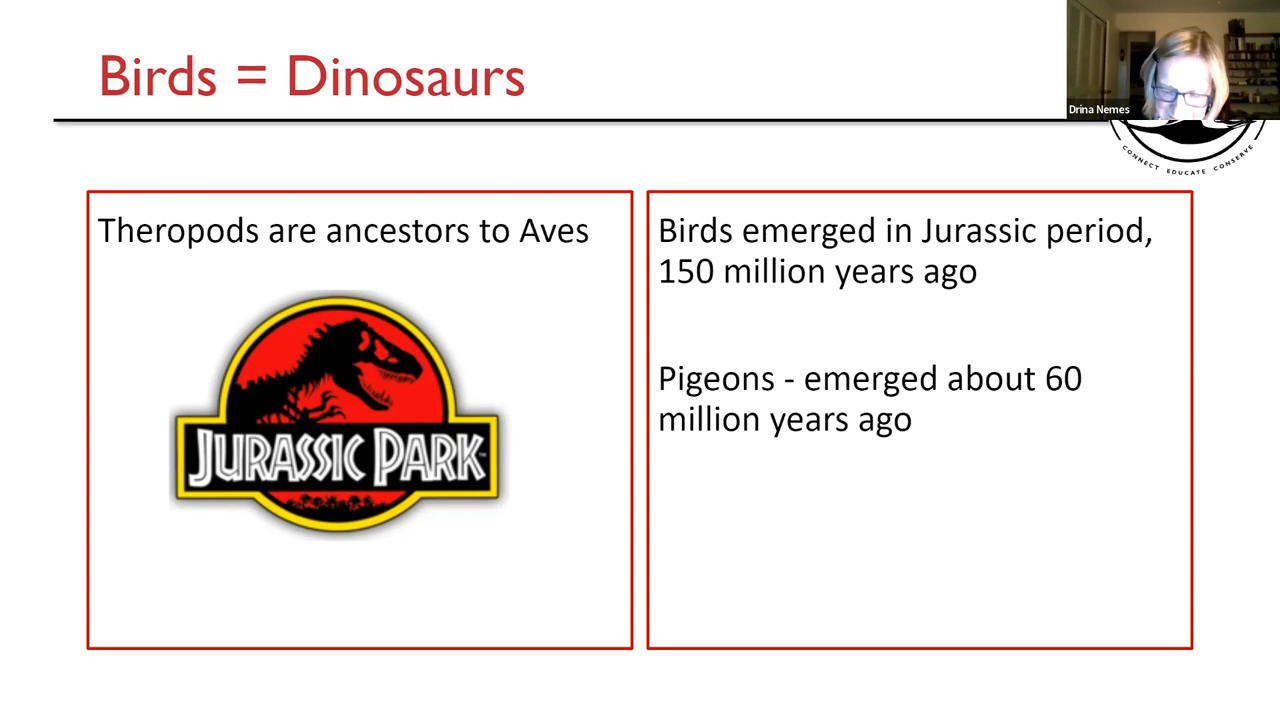 Birds = Dinosaurs
Drina Nemes
CONNECT EDUCATE CONSERVE
Theropods are ancestors to Aves
JURASSIC PARK
Birds emerged in Jurassic period,
150 million years ago
Pigeons - emerged about 60
million years ago